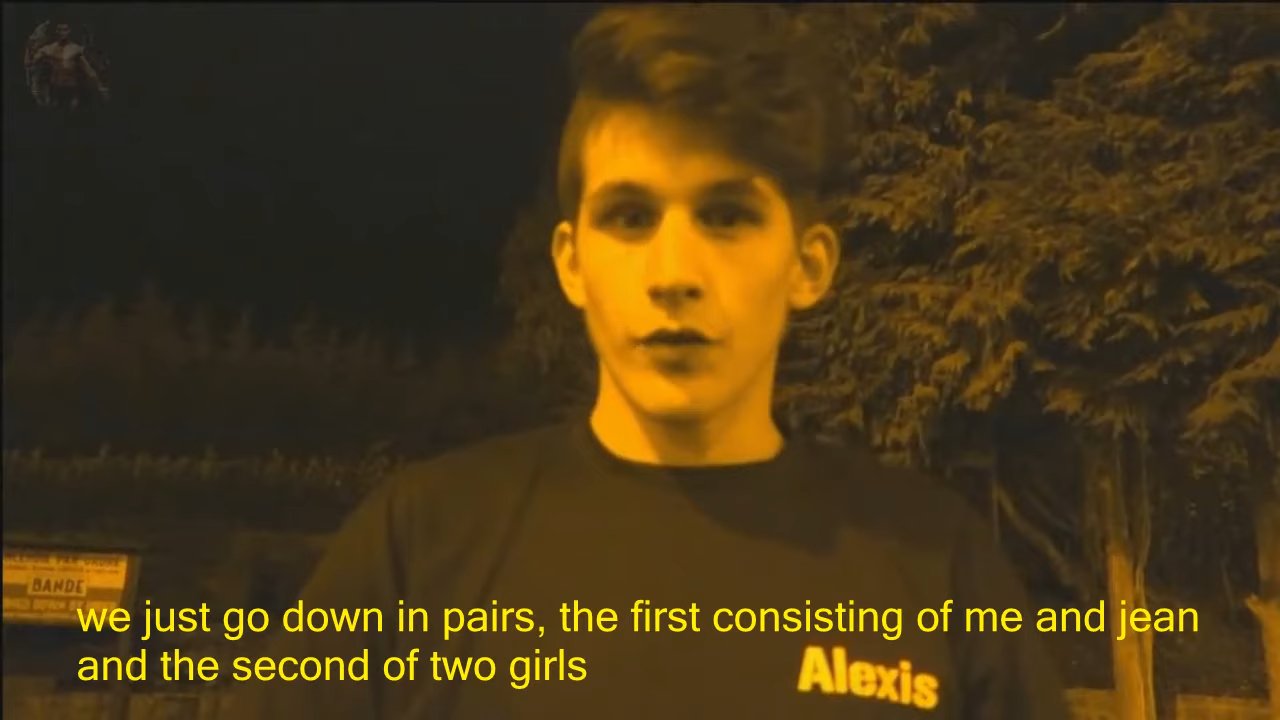 BANDE
we just go down in pairs, the first consisting of me and jean
and the second of two girls
Alexis